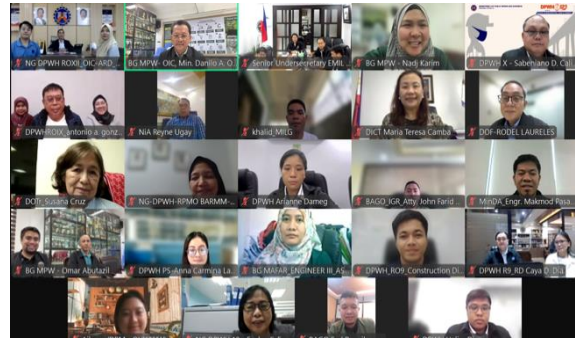 NG DPWH ROXII_OIC-ARD_...
BG MPW- OIC, Min. Danilo A. O...
Senior Undersecretary EMIL ...
BG MPW - Nadj Karim
DPWH X - Sabeniano D. Cali...
DPWHROIX_antonio a. gonz...
NIA Reyne Ugay
khalid_MILG
DICT Maria Teresa Camba
DOF-RODEL LAURELES
DOTr_Susana Cruz
NG-DPWH-RPMO BARMM-...
DPWH Arianne Dameg
BAGO_IGR_Atty. John Farid ...
MinDA_Engr. Makmod Pasa...
BG MPW - Omar Abutazil
DPWH PS-Anna Carmina La...
BG MAFAR_ENGINEER III_AS...
DPWH_RO9_Construction Di...
DPWH R9_RD Caya D. Dia...